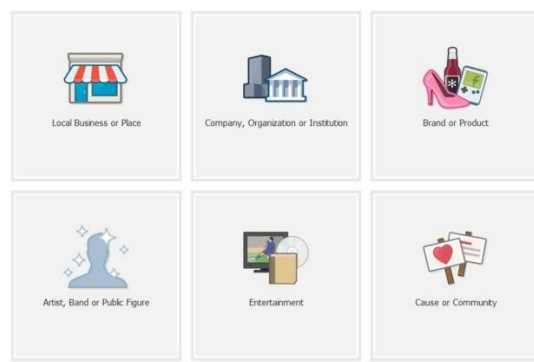 Local Business or Place
Company, Organization or Institution
Brand or Product
Artist, Band or Public Figure
Entertainment
Cause or Community